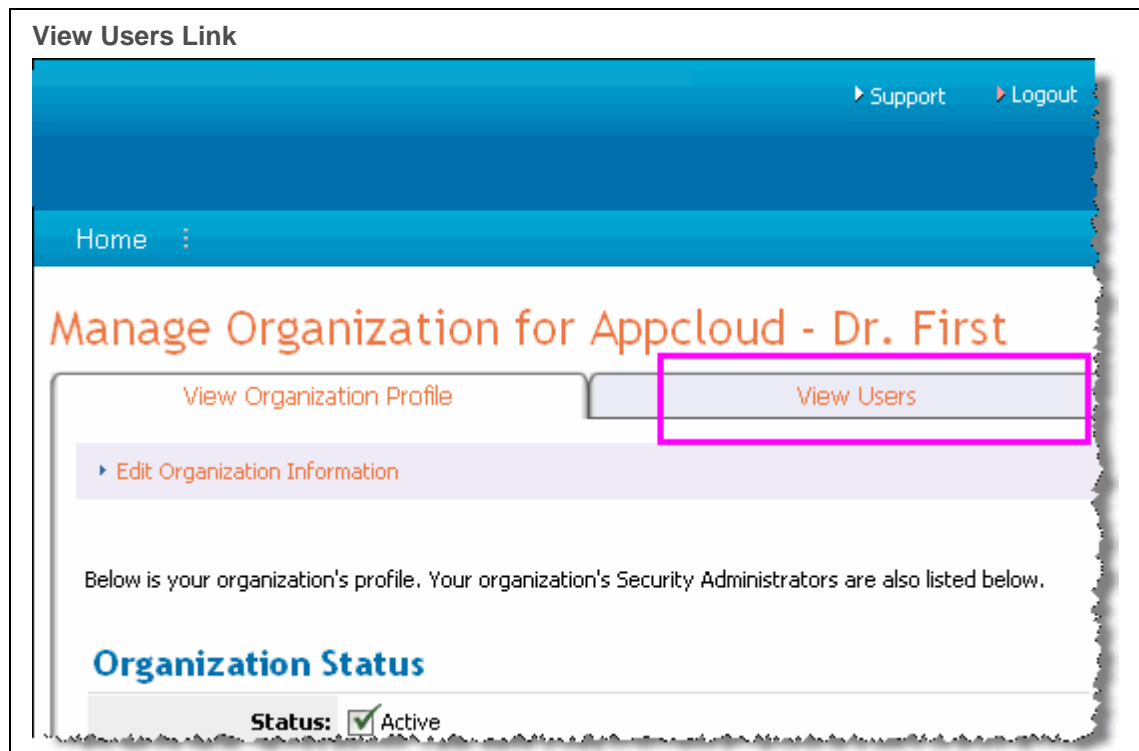 View Users Link
Support Logout
Home
Manage Organization for Appcloud - Dr. First
View Organization Profile View Users
Edit Organization Information
Below is your organization's profile. Your organization's Security Administrators are also listed below.
Organization Status
Status: Active